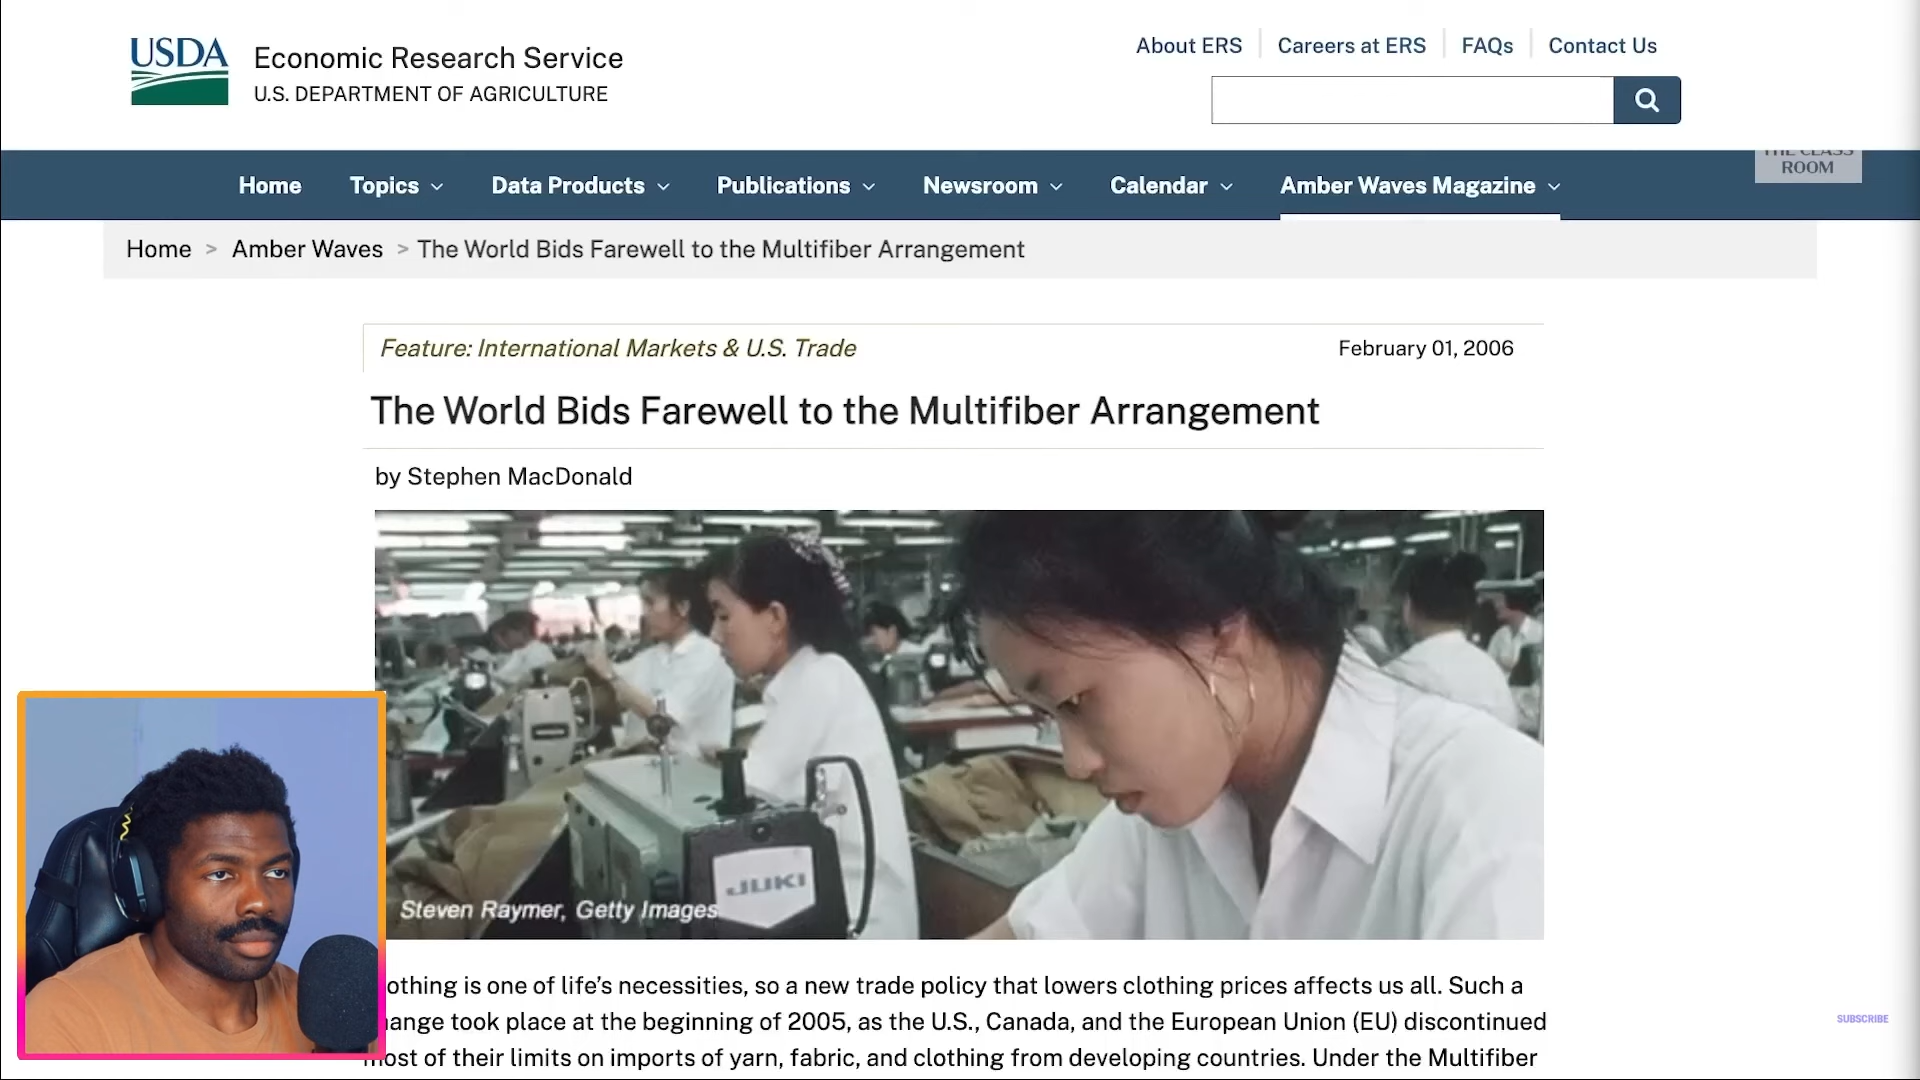 USDA
Economic Research Service
U.S. DEPARTMENT OF AGRICULTURE
About ERS
Careers at ERS
FAQs
Contact Us
Home
Topics
Data Products
Publications
Newsroom
Calendar
Amber Waves Magazine
THE CLASS
ROOM
Home > Amber Waves > The World Bids Farewell to the Multifiber Arrangement
Feature: International Markets & U.S. Trade
February 01, 2006
The World Bids Farewell to the Multifiber Arrangement
by Stephen MacDonald
JUKI
Steven Raymer, Getty Images
othing is one of life's necessities, so a new trade policy that lowers clothing prices affects us all. Such a
ange took place at the beginning of 2005, as the U.S., Canada, and the European Union (EU) discontinued
most of their limits on imports of yarn, fabric, and clothing from developing countries. Under the Multifiber
SUBSCRIBE